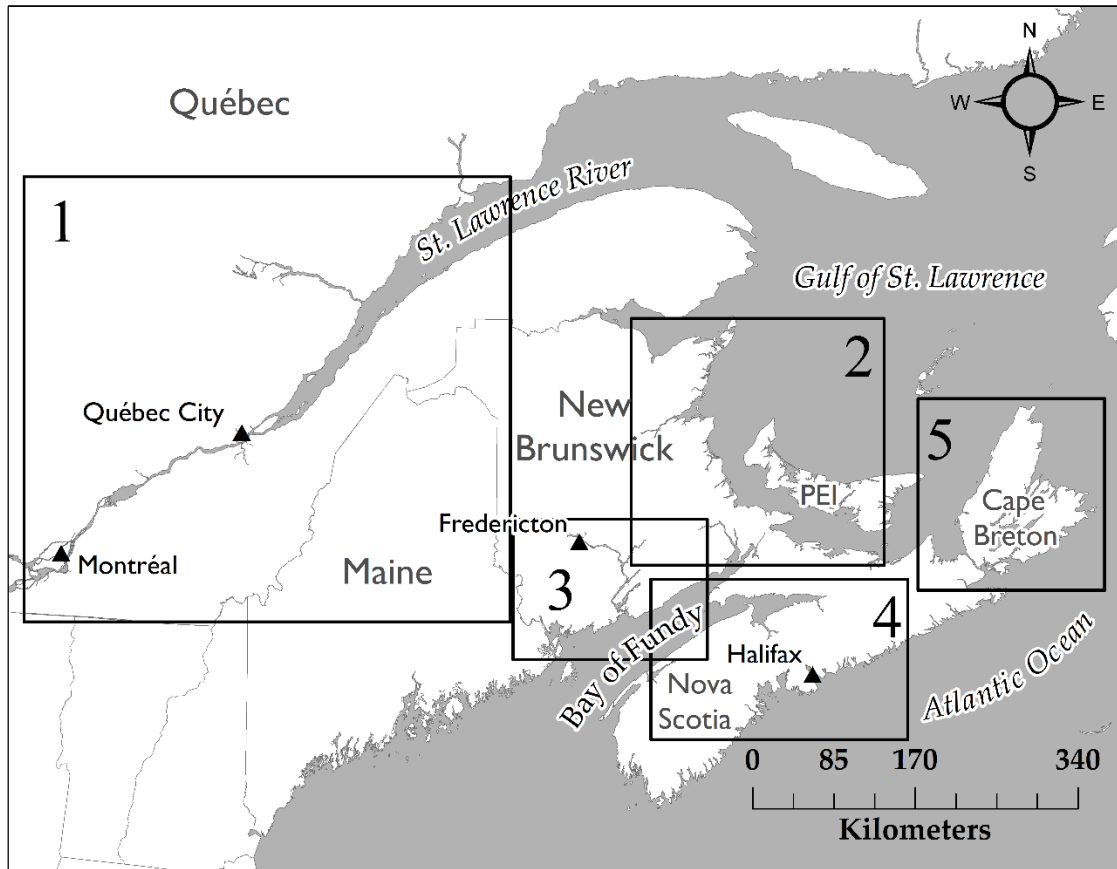 N
W E
S
Québec
1
St. Lawrence River
Gulf of St. Lawrence
2
New
Brunswick
Québec City
5
PEI
Cape
Breton
Fredericton
Montréal
Maine
3
4
Bay of Fundy
Halifax
Nova
Scotia
Atlantic Ocean
0 85 170 340
Kilometers